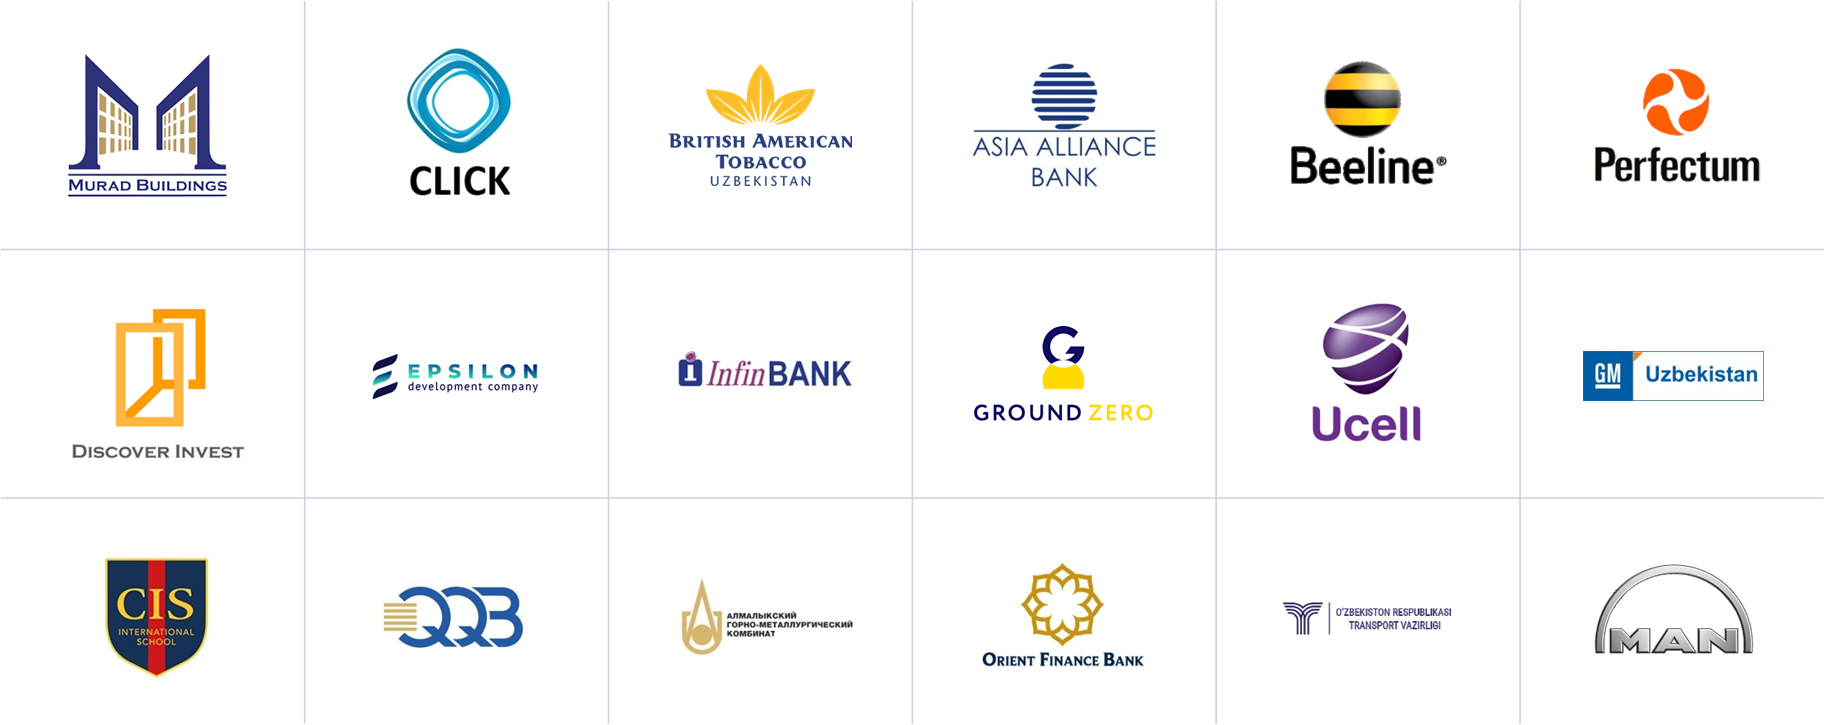 MURAD BUILDINGS
CLICK
BRITISH AMERICAN
TOBACCO
UZBEKISTAN
ASIA ALLIANCE
BANK
Beeline®
Perfectum
DISCOVER INVEST
EPSILON
development company
InfinBANK
GROUND ZERO
Ucell
GM Uzbekistan
CIS
INTERNATIONAL
SCHOOL
QQB
АЛМАЛЫКСКИЙ
ГОРНО-МЕТАЛЛУРГИЧЕСКИЙ
КОМБИНАТ
ORIENT FINANCE BANK
O'ZBEKISTON RESPUBLIKASI
TRANSPORT VAZIRLIGI
MAN